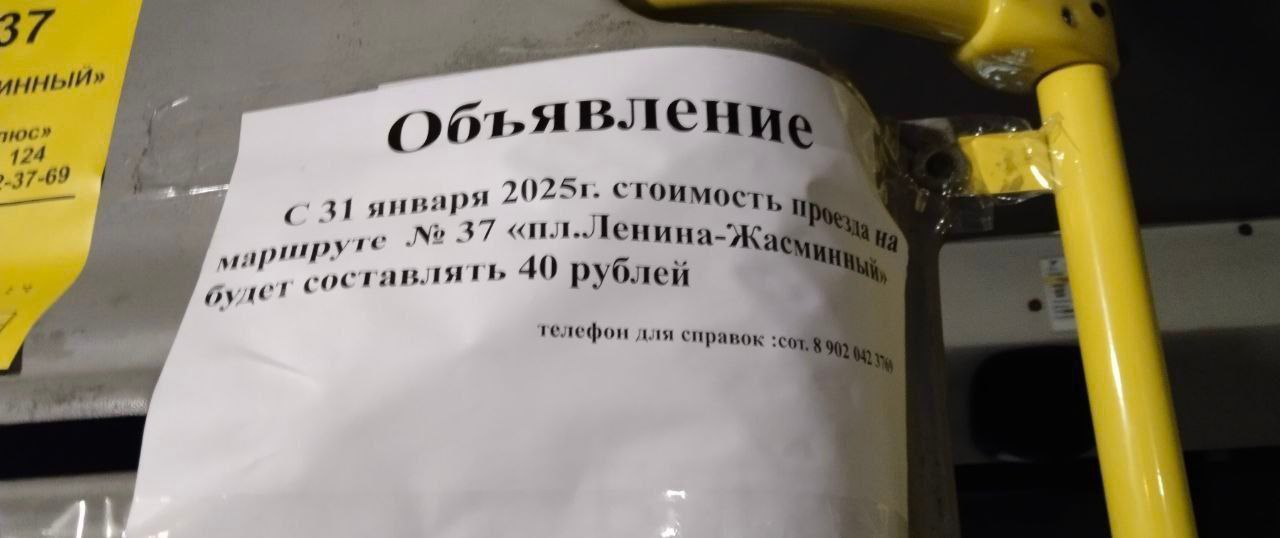 37
ИННЫЙ»
люс»
124
2-37-69
Объявление
С 31 января 2025г. стоимость проезда на
маршруте № 37 «пл.Ленина-Жасминный»
будет составлять 40 рублей
телефон для справок :сот. 8 902 042 3769